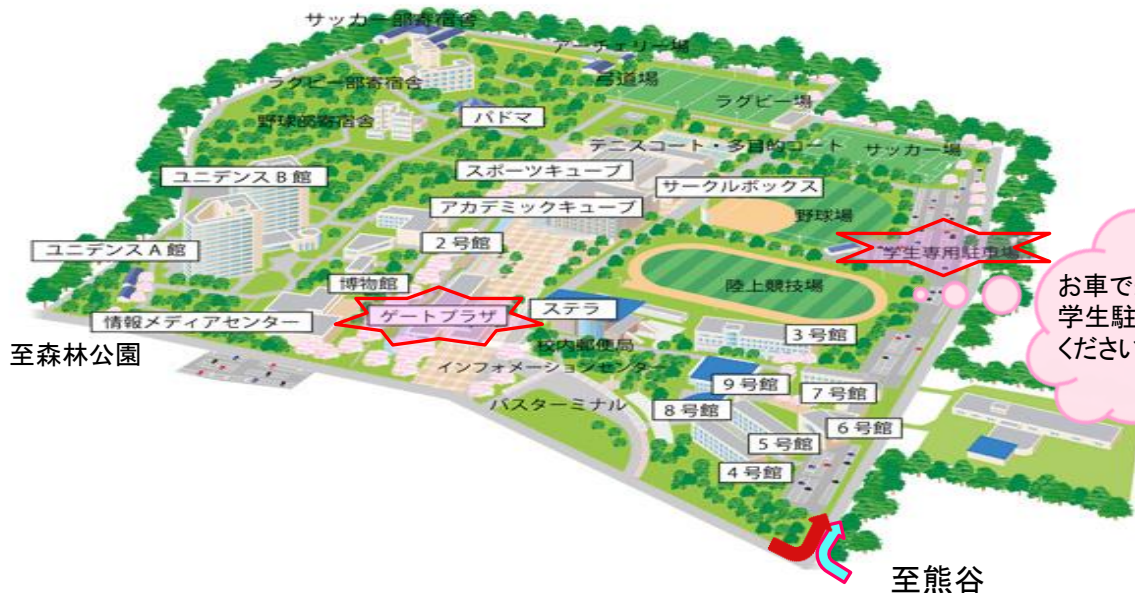 サッカー部寄宿舎
アーチェリー場
ラグビー部寄宿舎
弓道場
ラグビー場
野球部寄宿舎
パドマ
テニスコート・多目的コート
サッカー場
ユニデンスB館
スポーツキューブ
サークルボックス
アカデミックキューブ
野球場
2号館
ユニデンスA館
学生専用駐車場
博物館
陸上競技場
お車で
学生駐
ください
情報メディアセンター
ゲートプラザ
ステラ
3号館
校内郵便局
至森林公園
インフォメーションセンター
9号館
7号館
バスターミナル
8号館
6号館
5号館
4号館
至熊谷